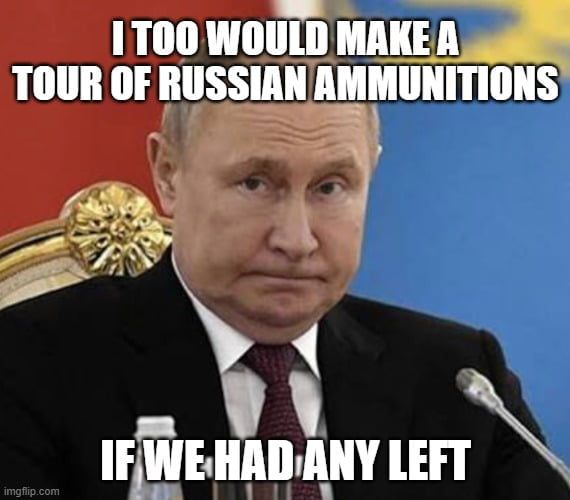 I TOO WOULD MAKE A
TOUR OF RUSSIAN AMMUNITIONS
IF WE HAD ANY LEFT
imgflip.com